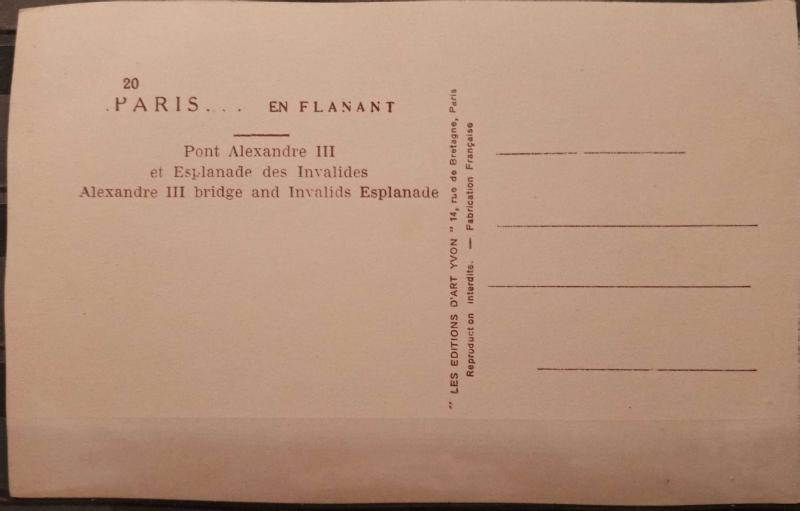 20
PARIS... EN FLANANT
Pont Alexandre III
et Esplanade des Invalides
Alexandre III bridge and Invalids Esplanade
" LES EDITIONS D'ART YVON " 14, rue de Bretagne, Paris
Reproduction interdite. — Fabrication Française